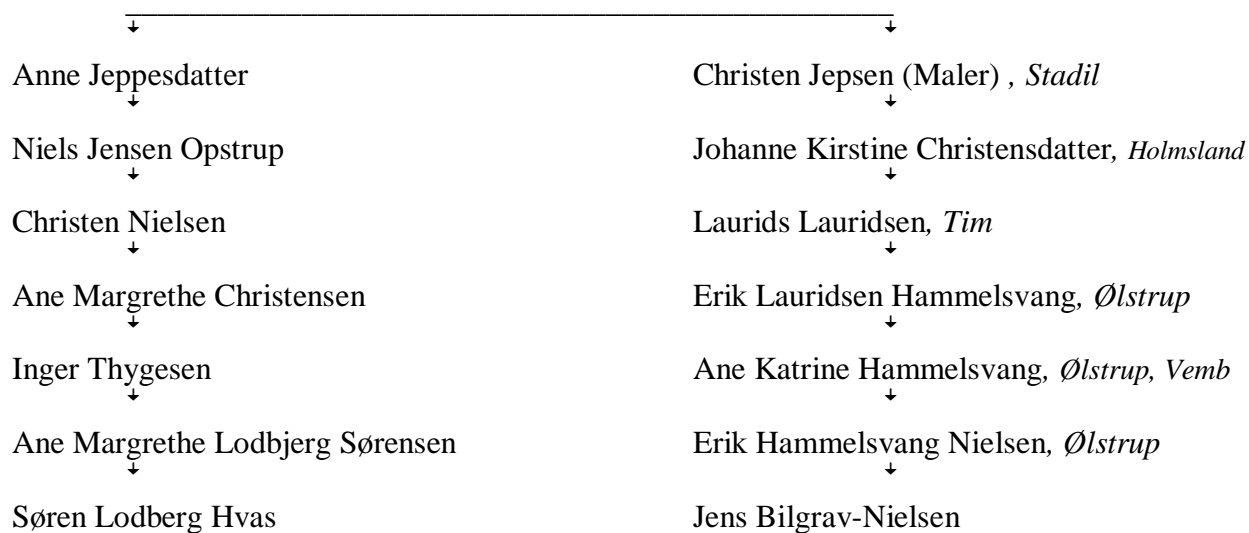 Anne Jeppesdatter Christen Jepsen (Maler) , Stadil
Niels Jensen Opstrup Johanne Kirstine Christensdatter, Holmsland
Christen Nielsen Laurids Lauridsen, Tim
Ane Margrethe Christensen Erik Lauridsen Hammelsvang, Ølstrup
Inger Thygesen Ane Katrine Hammelsvang, Ølstrup, Vemb
Ane Margrethe Lodbjerg Sørensen Erik Hammelsvang Nielsen, Ølstrup
Søren Lodberg Hvas Jens Bilgrav-Nielsen